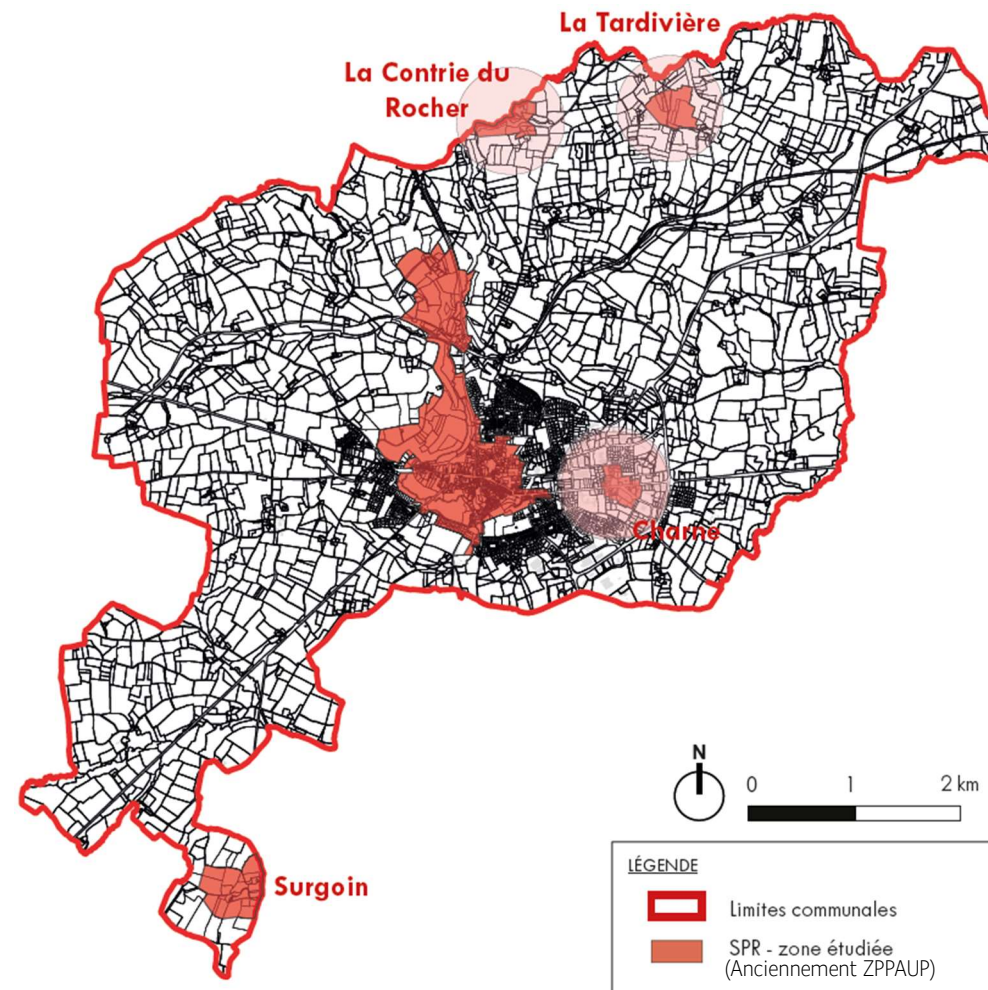 La Tardivière
La Contrie du
Rocher
Charne
Surgoin
N
0 1 2 km
LÉGENDE
Limites communales
SPR - zone étudiée
(Anciennement ZPPAUP)